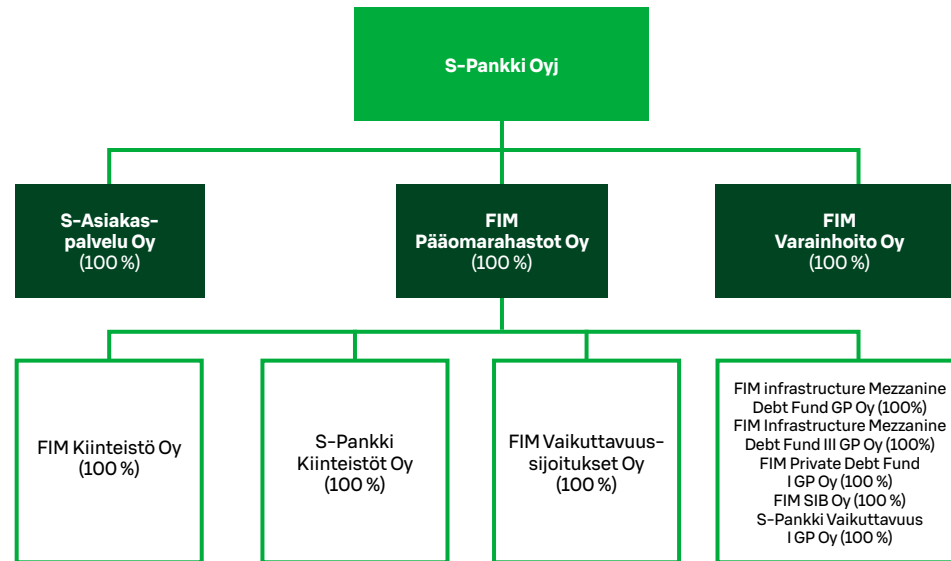 S-Pankki Oyj
S-Asiakas-
palvelu Oy
(100 %)
FIM
Pääomarahastot Oy
(100 %)
FIM
Varainhoito Oy
(100 %)
FIM Kiinteistö Oy
(100 %)
S-Pankki
Kiinteistöt Oy
(100 %)
FIM Vaikuttavuus-
sijoitukset Oy
(100 %)
FIM infrastructure Mezzanine
Debt Fund GP Oy (100%)
FIM Infrastructure Mezzanine
Debt Fund III GP Oy (100%)
FIM Private Debt Fund
I GP Oy (100 %)
FIM SIB Oy (100 %)
S-Pankki Vaikuttavuus
I GP Oy (100 %)